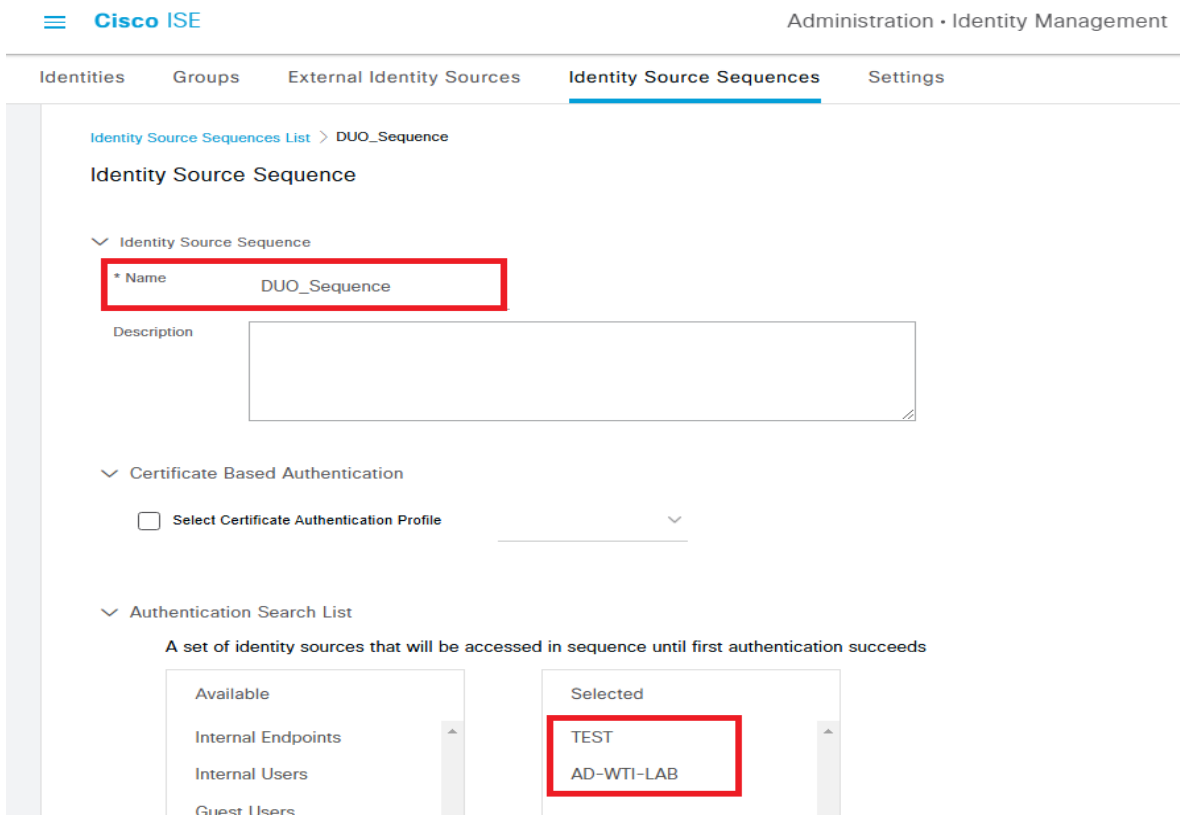 Cisco ISE
Administration · Identity Management
Identities Groups External Identity Sources Identity Source Sequences Settings
Identity Source Sequences List > DUO_Sequence
Identity Source Sequence
Identity Source Sequence
* Name DUO_Sequence
Description
Certificate Based Authentication
Select Certificate Authentication Profile
Authentication Search List
A set of identity sources that will be accessed in sequence until first authentication succeeds
Available Selected
Internal Endpoints TEST
Internal Users AD-WTI-LAB
Guest Users